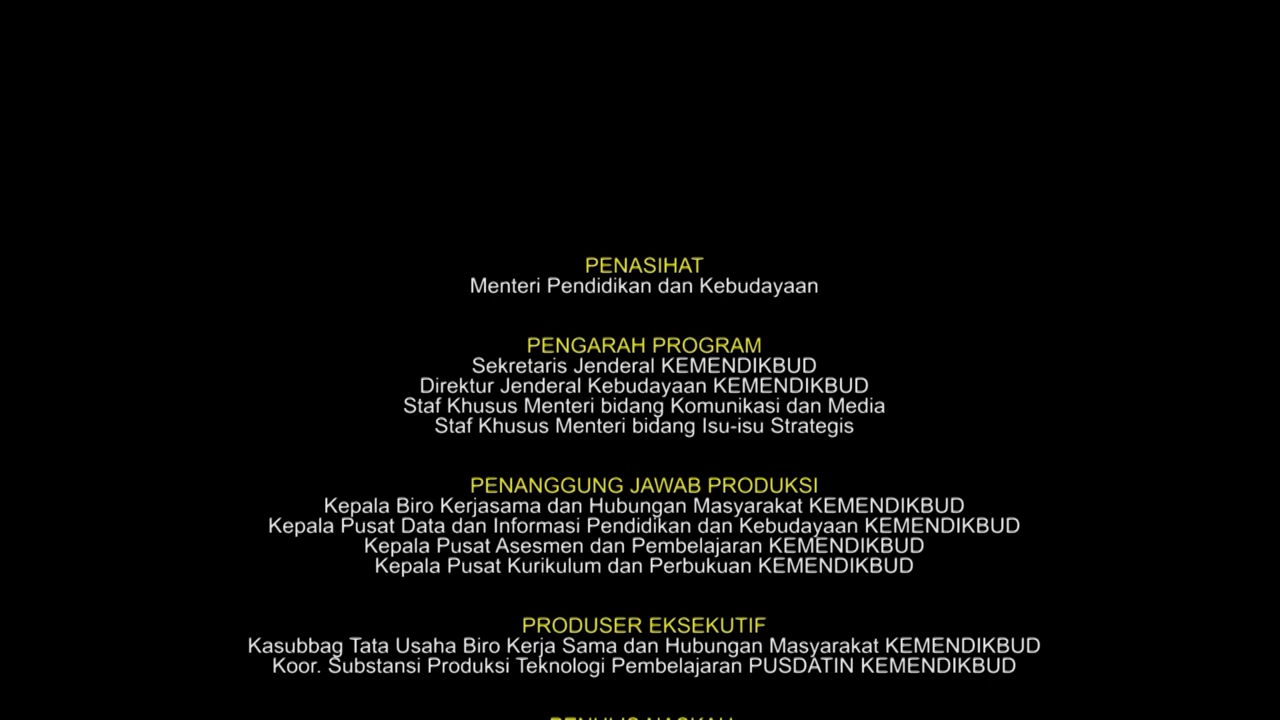 PENASIHAT
Menteri Pendidikan dan Kebudayaan
PENGARAH PROGRAM
Sekretaris Jenderal KEMENDIKBUD
Direktur Jenderal Kebudayaan KEMENDIKBUD
Staf Khusus Menteri bidang Komunikasi dan Media
Staf Khusus Menteri bidang Isu-isu Strategis
PENANGGUNG JAWAB PRODUKSI
Kepala Biro Kerjasama dan Hubungan Masyarakat KEMENDIKBUD
Kepala Pusat Data dan Informasi Pendidikan dan Kebudayaan KEMENDIKBUD
Kepala Pusat Asesmen dan Pembelajaran KEMENDIKBUD
Kepala Pusat Kurikulum dan Perbukuan KEMENDIKBUD
PRODUSER EKSEKUTIF
Kasubbag Tata Usaha Biro Kerja Sama dan Hubungan Masyarakat KEMENDIKBUD
Koor. Substansi Produksi Teknologi Pembelajaran PUSDATIN KEMENDIKBUD